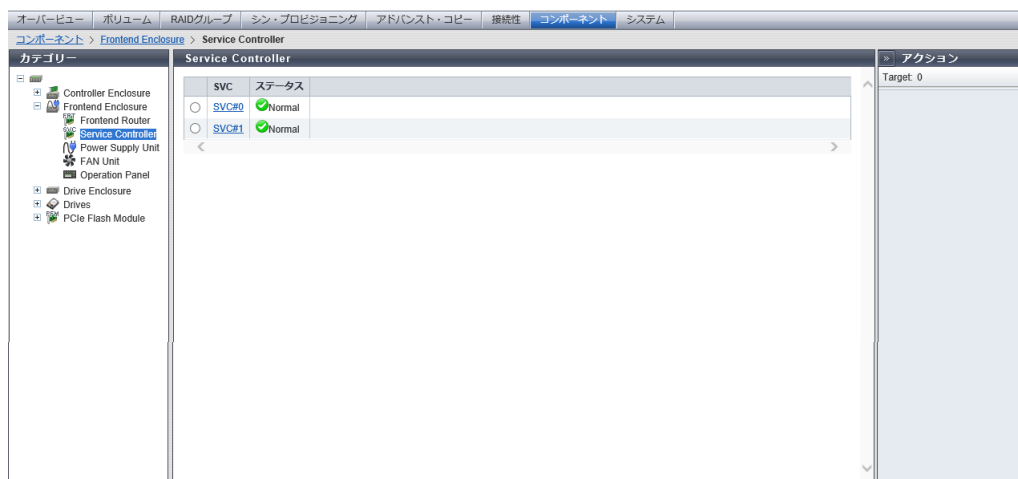 オーバービュー ボリューム RAIDグループ シン・プロビジョニング アドバンスト・コピー 接続性 コンポーネント システム
コンポーネント > Frontend Enclosure > Service Controller
カテゴリー
Controller Enclosure
Frontend Enclosure
Frontend Router
Service Controller
Power Supply Unit
FAN Unit
Operation Panel
Drive Enclosure
Drives
PCIe Flash Module
Service Controller
SVC ステータス
SVC#0 Normal
SVC#1 Normal
» アクション
Target: 0